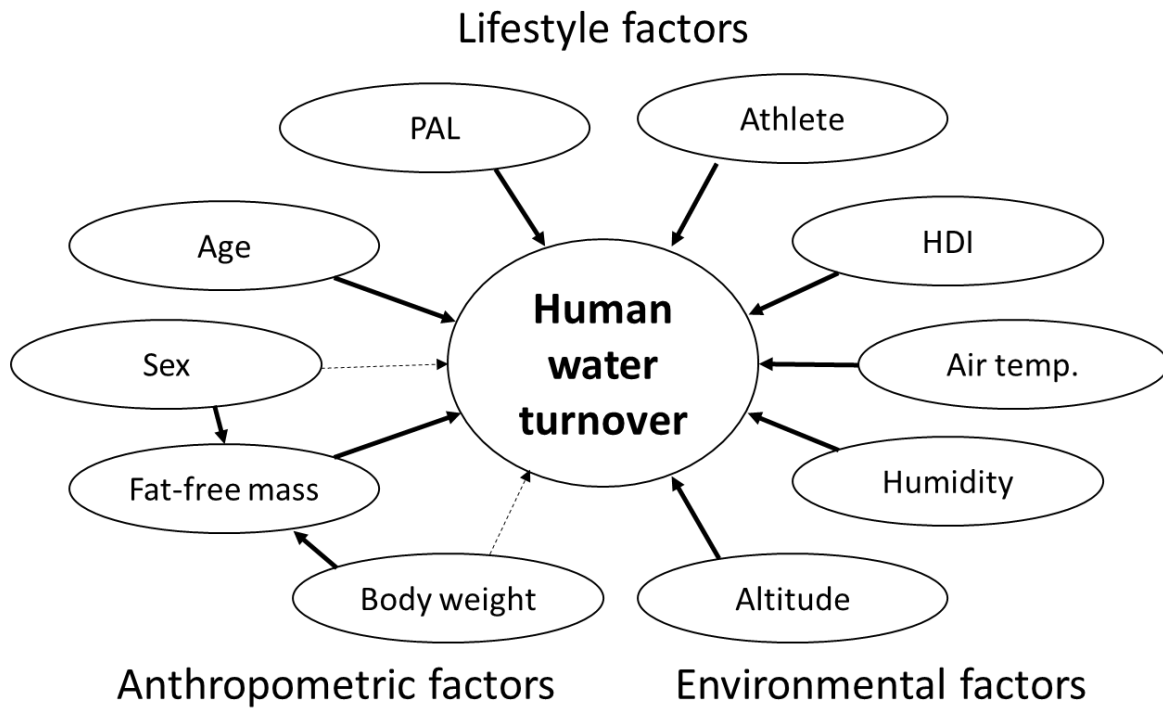 Lifestyle factors
PAL
Athlete
Age
HDI
Human
water
turnover
Sex
Air temp.
Fat-free mass
Humidity
Body weight
Altitude
Anthropometric factors
Environmental factors